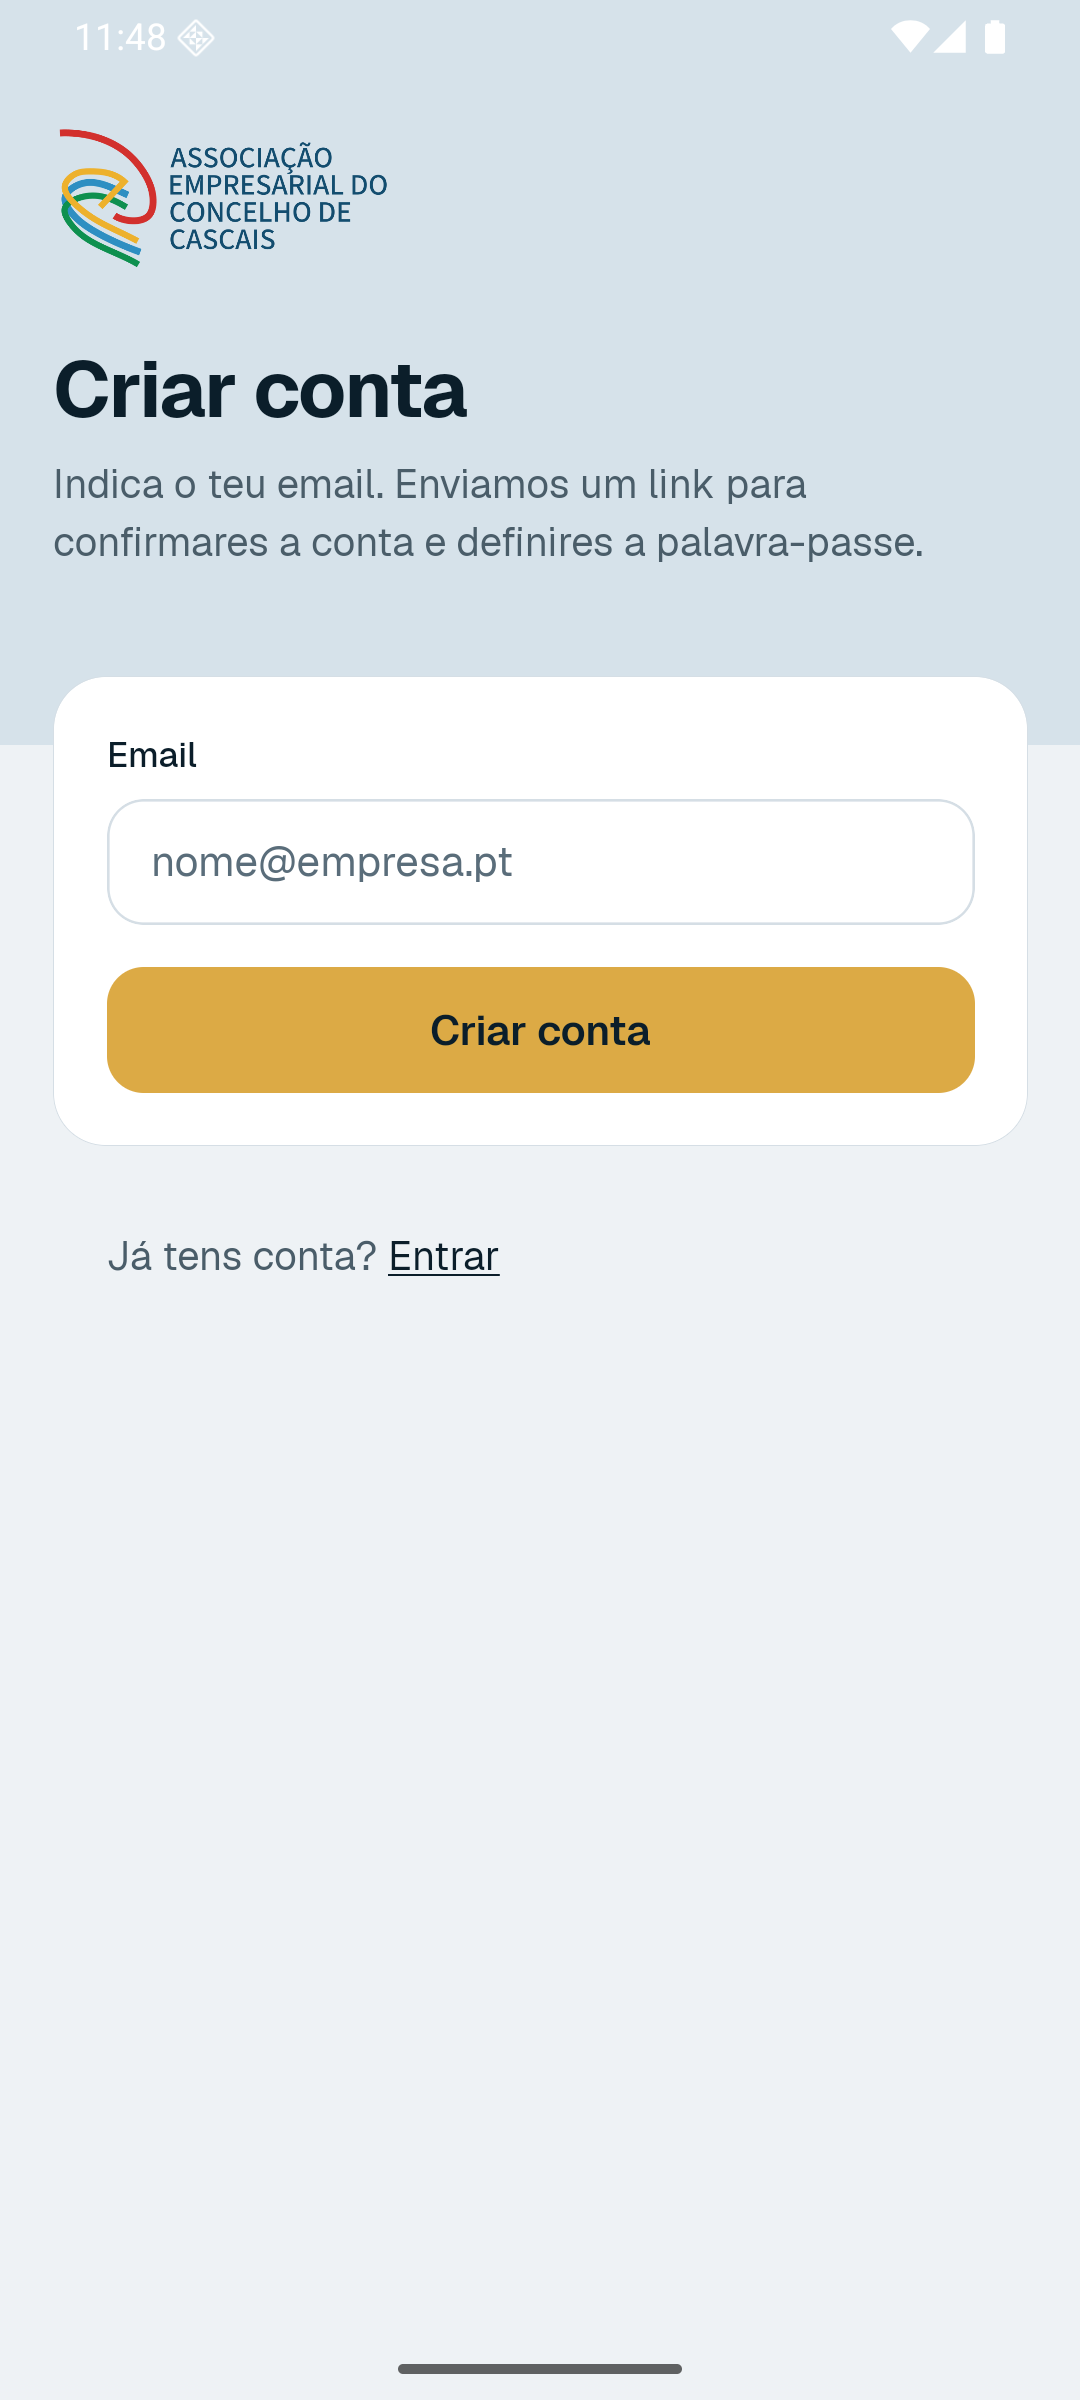 11:48
ASSOCIAÇÃO
EMPRESARIAL DO
CONCELHO DE
CASCAIS
Criar conta
Indica o teu email. Enviamos um link para
confirmares a conta e definires a palavra-passe.
Email
nome@empresa.pt
Criar conta
Já tens conta? Entrar